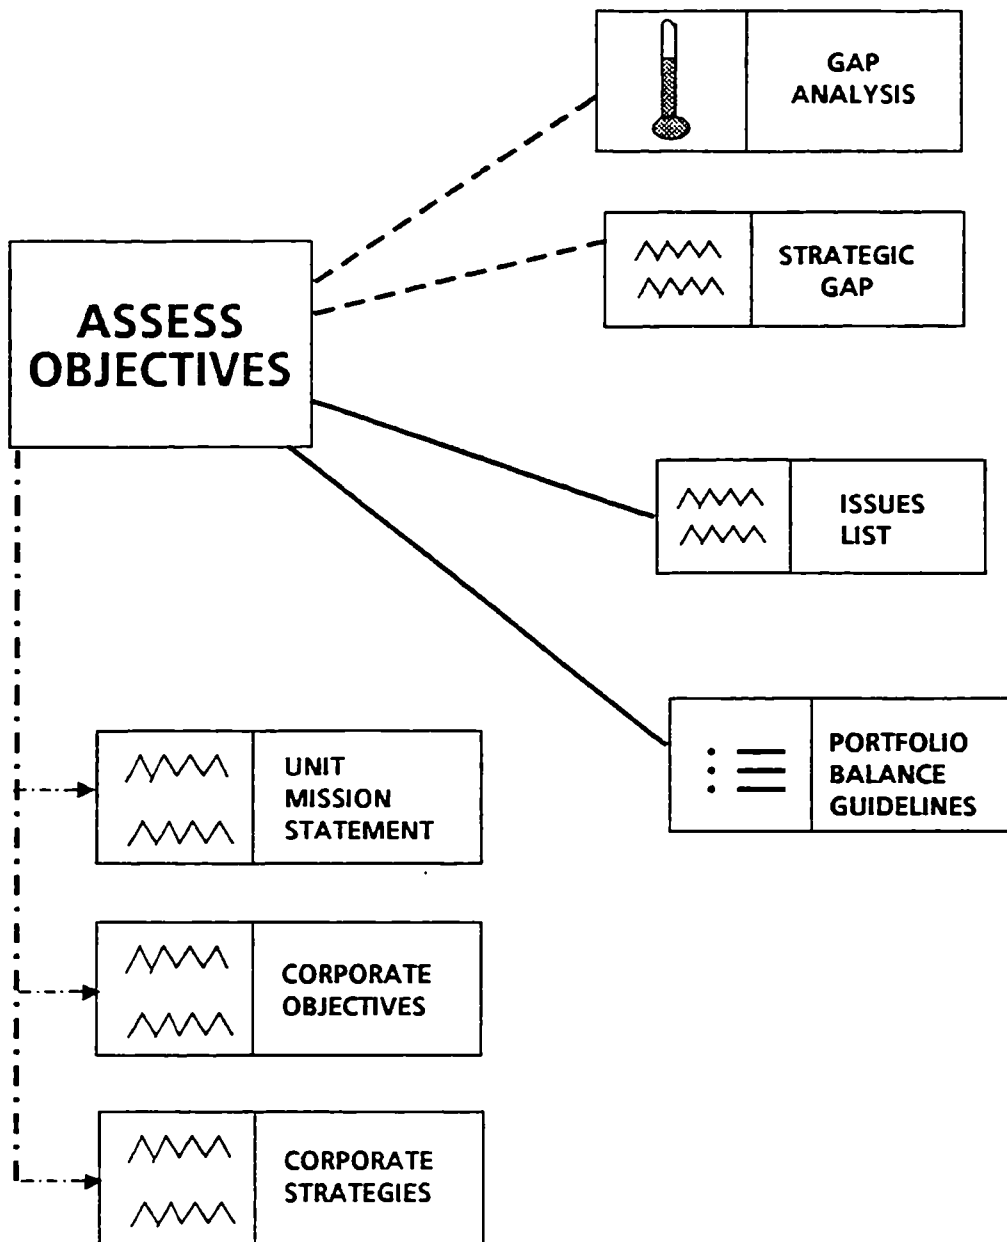 GAP
ANALYSIS
STRATEGIC
GAP
ASSESS
OBJECTIVES
ISSUES
LIST
PORTFOLIO
BALANCE
GUIDELINES
UNIT
MISSION
STATEMENT
CORPORATE
OBJECTIVES
CORPORATE
STRATEGIES